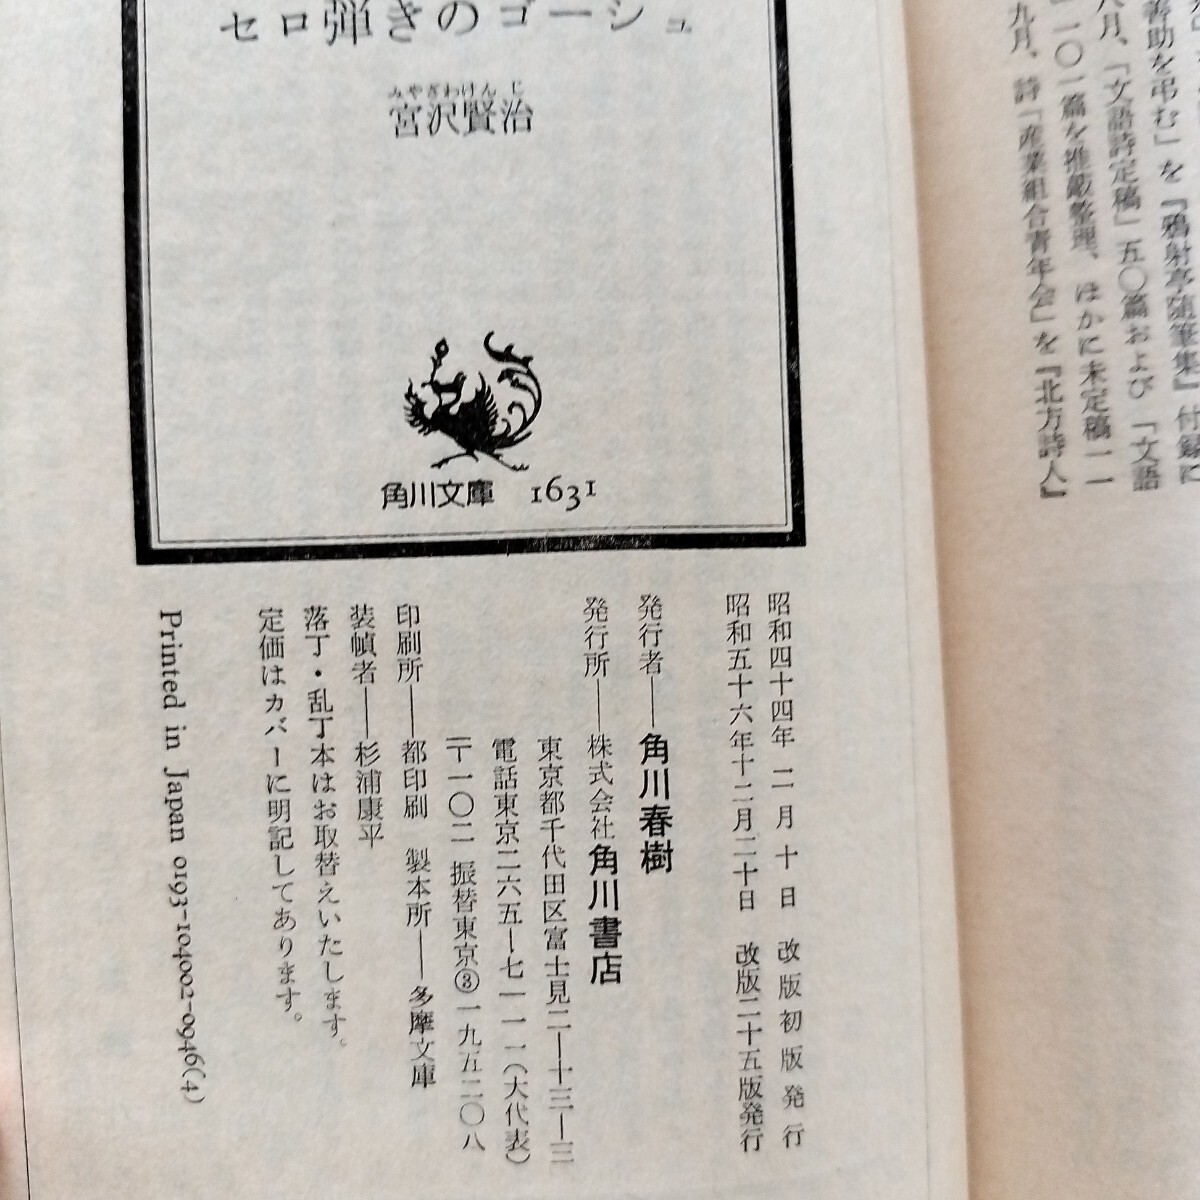 善助を弔む」を『鴉射亭随筆集』付録に
八月、「文語詩定稿」五〇篇および「文語
一〇一篇を推敲整理、ほかに未定稿一一
九月、詩「産業組合青年会」を『北方詩人』
セロ弾きのゴーシュ
みやざわけんじ
宮沢賢治
角川文庫 1631
昭和四十四年 二月 十日 改版初版発行
昭和五十六年十二月二十日 改版二十五版発行
発行者――角川春樹
発行所――株式会社角川書店
東京都千代田区富士見二―十三―三
電話東京二六五―七一一一(大代表)
〒一〇二 振替東京③一九五二〇八
印刷所――都印刷 製本所――多摩文庫
装幀者――杉浦康平
落丁・乱丁本はお取替えいたします。
定価はカバーに明記してあります。
Printed in Japan 0193-104002-0946(4)